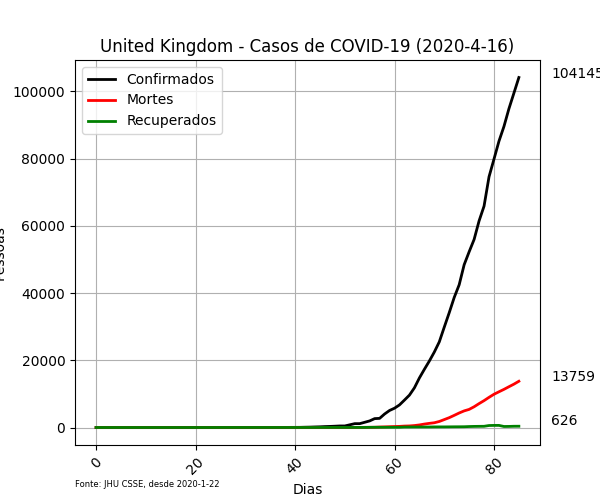 United Kingdom - Casos de COVID-19 (2020-4-16)
Confirmados
Mortes
Recuperados
104145
100000
80000
60000
40000
20000
0
13759
626
0
20
40
60
80
Dias
Fonte: JHU CSSE, desde 2020-1-22